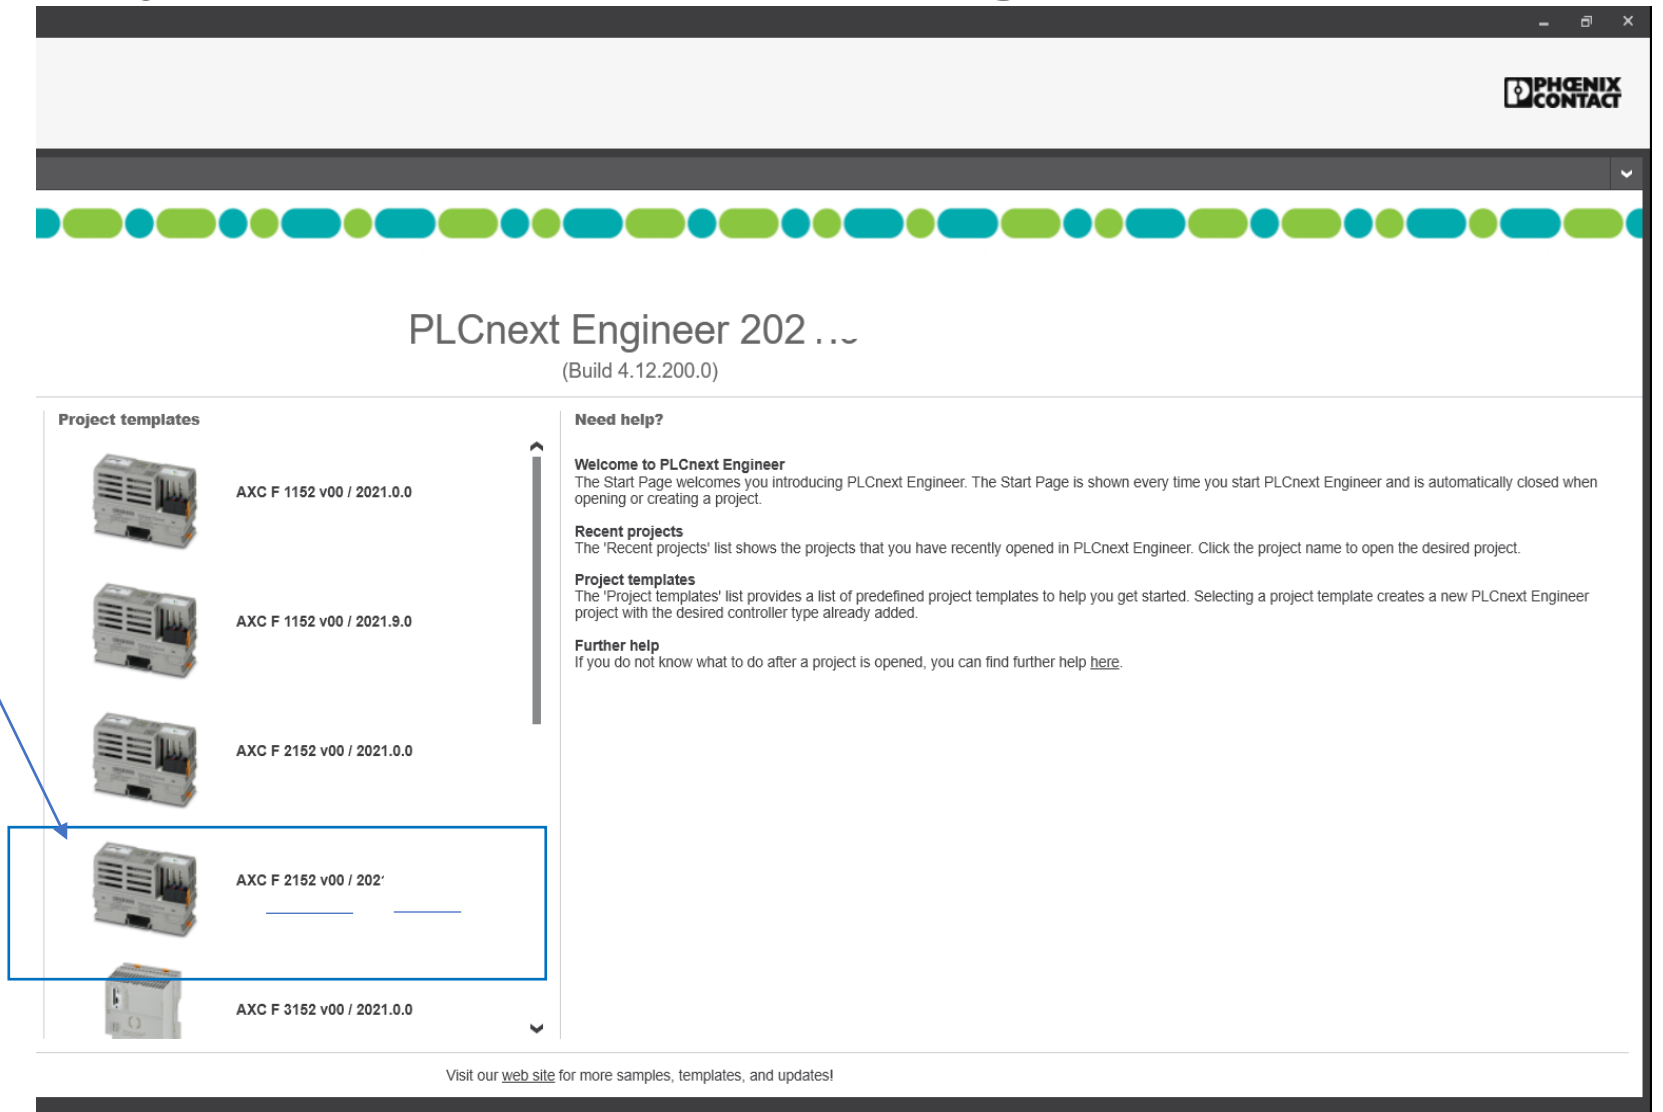 PHŒNIX
CONTACT
PLCnext Engineer 202
(Build 4.12.200.0)
Project templates
AXC F 1152 v00 / 2021.0.0
AXC F 1152 v00 / 2021.9.0
AXC F 2152 v00 / 2021.0.0
AXC F 2152 v00 / 202
AXC F 3152 v00 / 2021.0.0
Need help?
Welcome to PLCnext Engineer
The Start Page welcomes you introducing PLCnext Engineer. The Start Page is shown every time you start PLCnext Engineer and is automatically closed when
opening or creating a project.
Recent projects
The 'Recent projects' list shows the projects that you have recently opened in PLCnext Engineer. Click the project name to open the desired project.
Project templates
The 'Project templates' list provides a list of predefined project templates to help you get started. Selecting a project template creates a new PLCnext Engineer
project with the desired controller type already added.
Further help
If you do not know what to do after a project is opened, you can find further help here.
Visit our web site for more samples, templates, and updates!